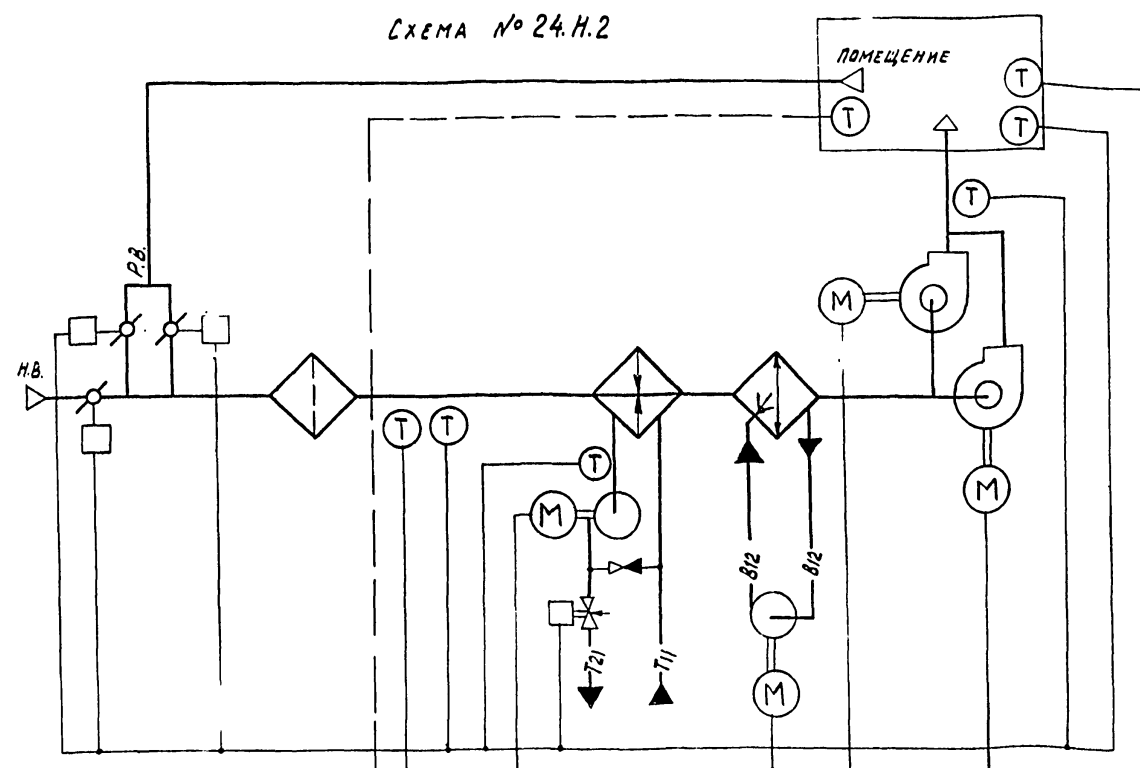 Схема № 24.Н.2
ПОМЕЩЕНИЕ
Т
Т
Т
Т
Р.В.
М
Н.В.
Т
Т
Т
М
М
В12
В12
Т21
Т11
М